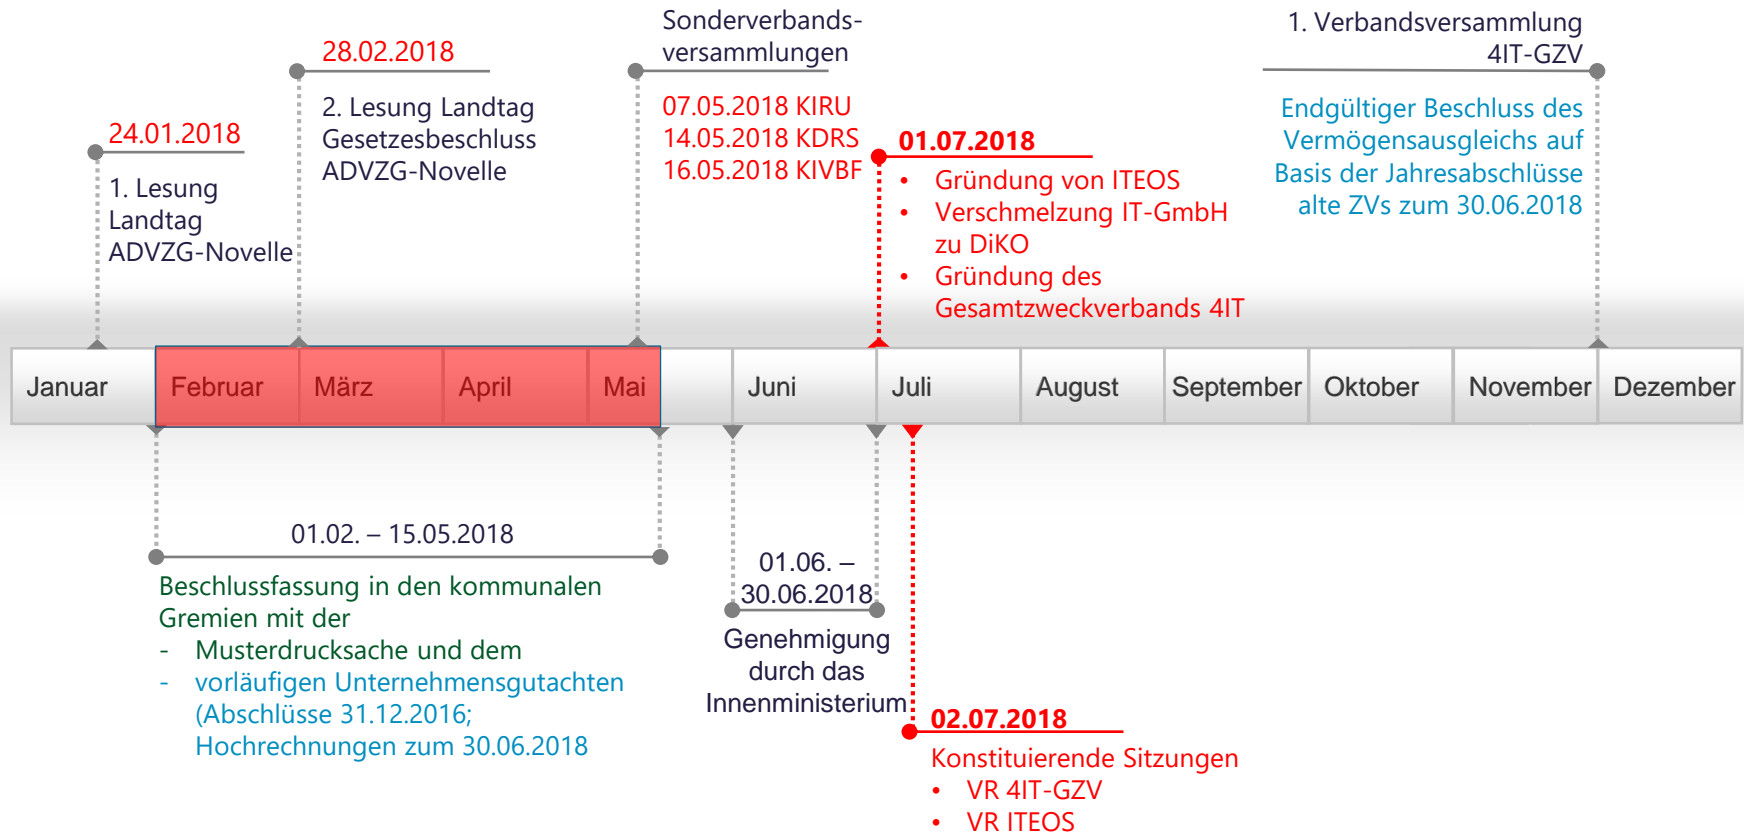 24.01.2018
1. Lesung
Landtag
ADVZG-Novelle
28.02.2018
2. Lesung Landtag
Gesetzesbeschluss
ADVZG-Novelle
Sonderverbands-
versammlungen
07.05.2018 KIRU
14.05.2018 KDRS
16.05.2018 KIVBF
01.07.2018
• Gründung von ITEOS
• Verschmelzung IT-GmbH
zu DiKO
• Gründung des
Gesamtzweckverbands 4IT
1. Verbandsversammlung
4IT-GZV
Endgültiger Beschluss des
Vermögensausgleichs auf
Basis der Jahresabschlüsse
alte ZVs zum 30.06.2018
Januar
Februar
März
April
Mai
Juni
Juli
August
September
Oktober
November
Dezember
01.02. – 15.05.2018
Beschlussfassung in den kommunalen
Gremien mit der
- Musterdrucksache und dem
- vorläufigen Unternehmensgutachten
(Abschlüsse 31.12.2016;
Hochrechnungen zum 30.06.2018
01.06. –
30.06.2018
Genehmigung
durch das
Innenministerium
02.07.2018
Konstituierende Sitzungen
• VR 4IT-GZV
• VR ITEOS